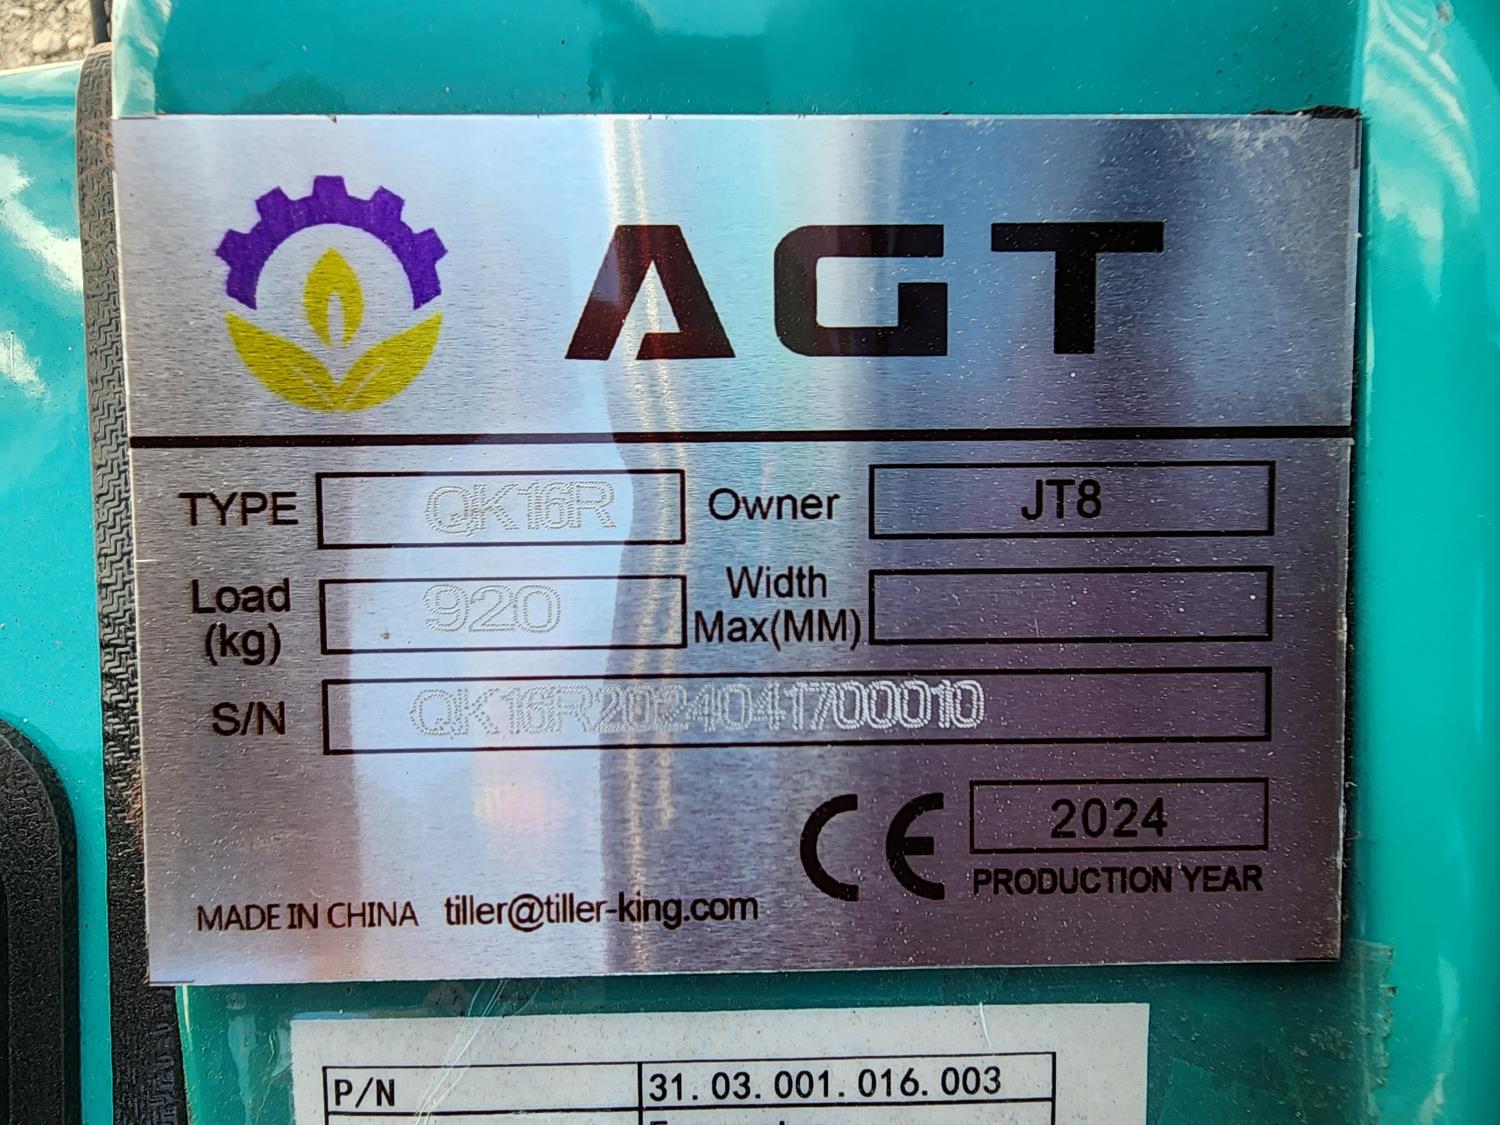 AGT
TYPE QK16R Owner JT8
Load (kg) 920 Width Max(MM)
S/N QK16R2024041700010
CE 2024
PRODUCTION YEAR
MADE IN CHINA tiller@tiller-king.com
P/N 31.03.001.016.003